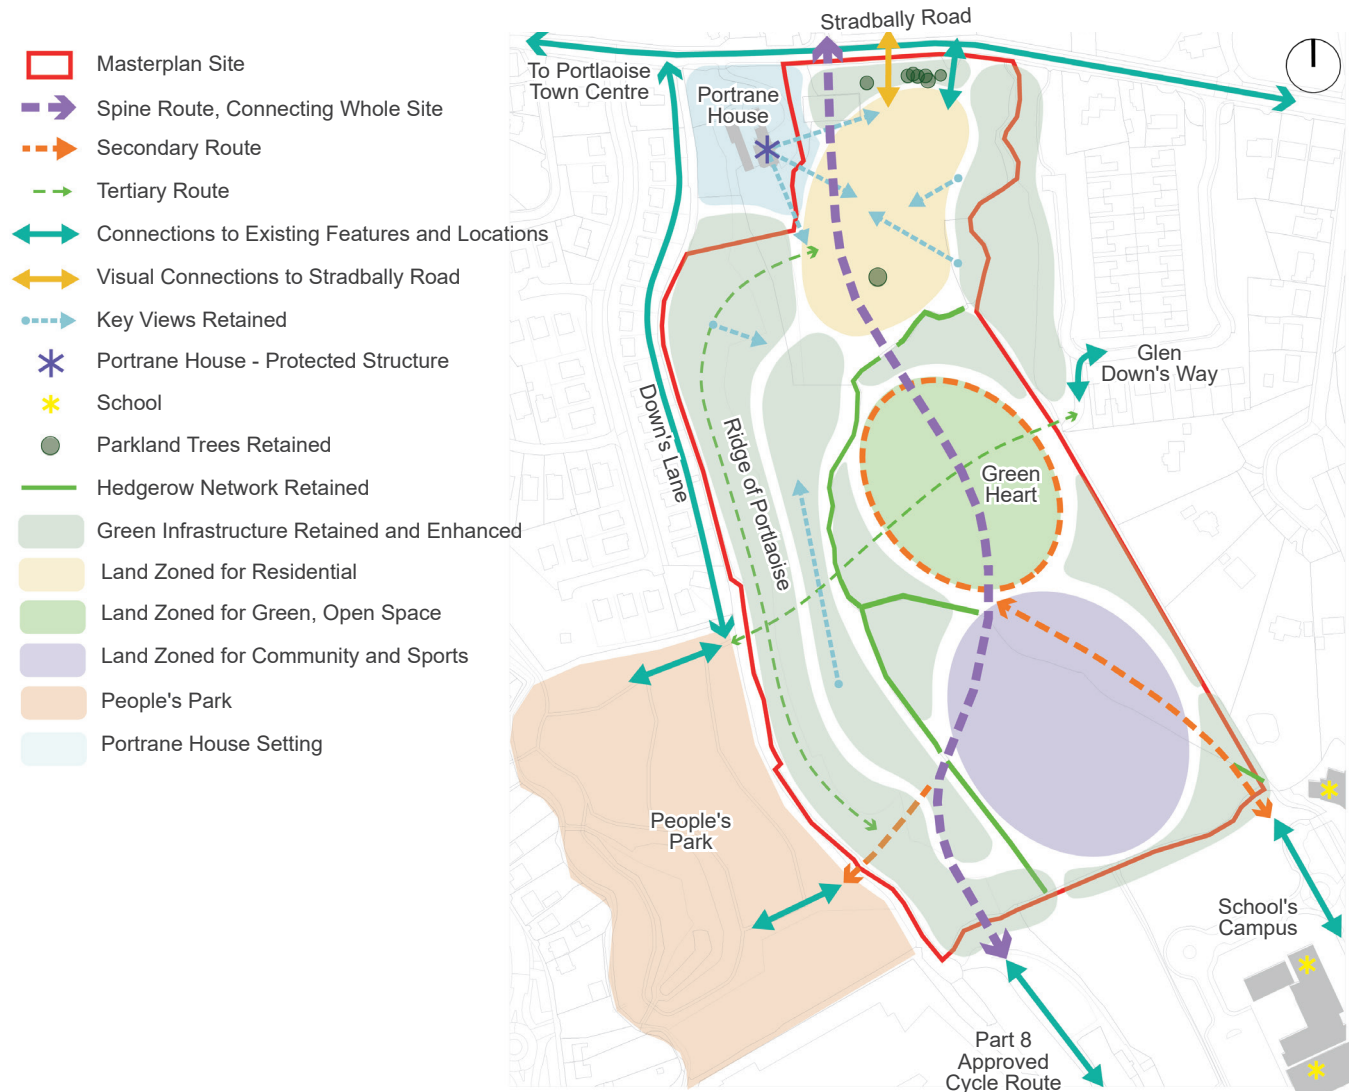 Masterplan Site
Spine Route, Connecting Whole Site
Secondary Route
Tertiary Route
Connections to Existing Features and Locations
Visual Connections to Stradbally Road
Key Views Retained
Portrane House - Protected Structure
School
Parkland Trees Retained
Hedgerow Network Retained
Green Infrastructure Retained and Enhanced
Land Zoned for Residential
Land Zoned for Green, Open Space
Land Zoned for Community and Sports
People's Park
Portrane House Setting
Stradbally Road
To Portlaoise
Town Centre
Portrane
House
Glen
Down's Way
Down's Lane
Ridge of Portlaoise
Green
Heart
People's
Park
School's
Campus
Part 8
Approved
Cycle Route